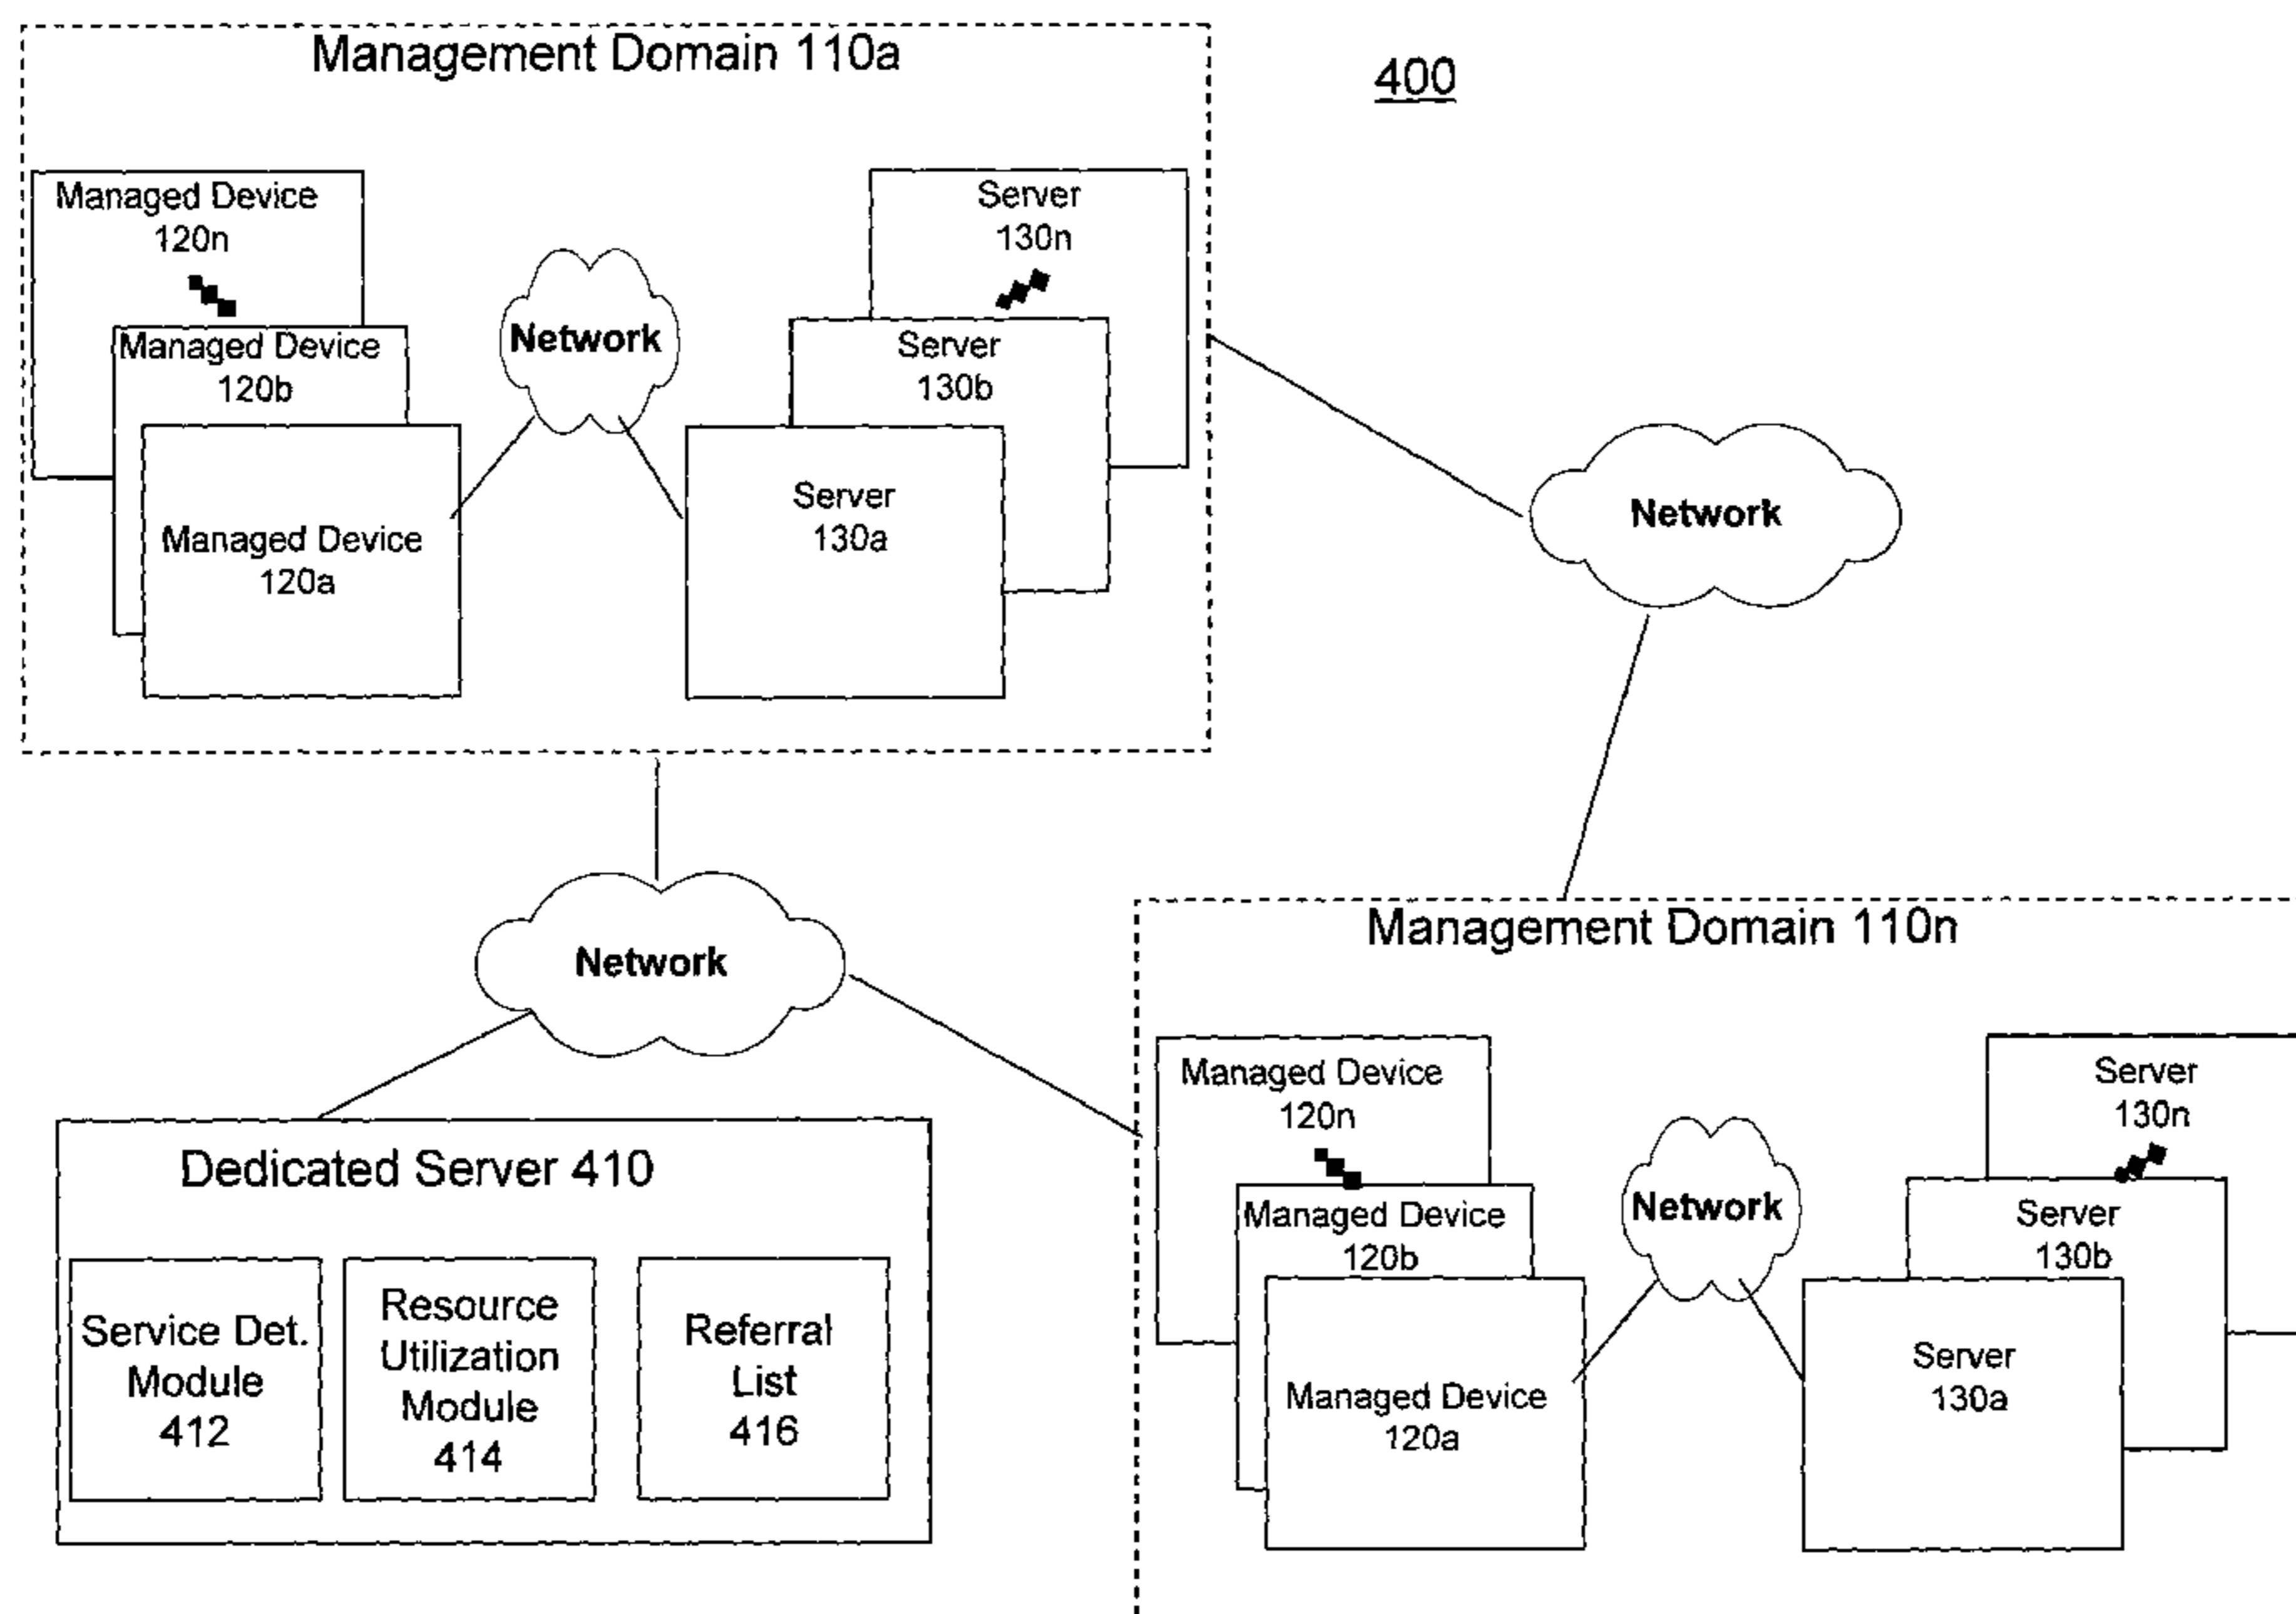 Management Domain 110a
400
Managed Device
120n
Managed Device
120b
Managed Device
120a
Network
Server
130n
Server
130b
Server
130a
Network
Network
Dedicated Server 410
Service Det.
Module
412
Resource
Utilization
Module
414
Referral
List
416
Management Domain 110n
Managed Device
120n
Managed Device
120b
Managed Device
120a
Network
Server
130n
Server
130b
Server
130a